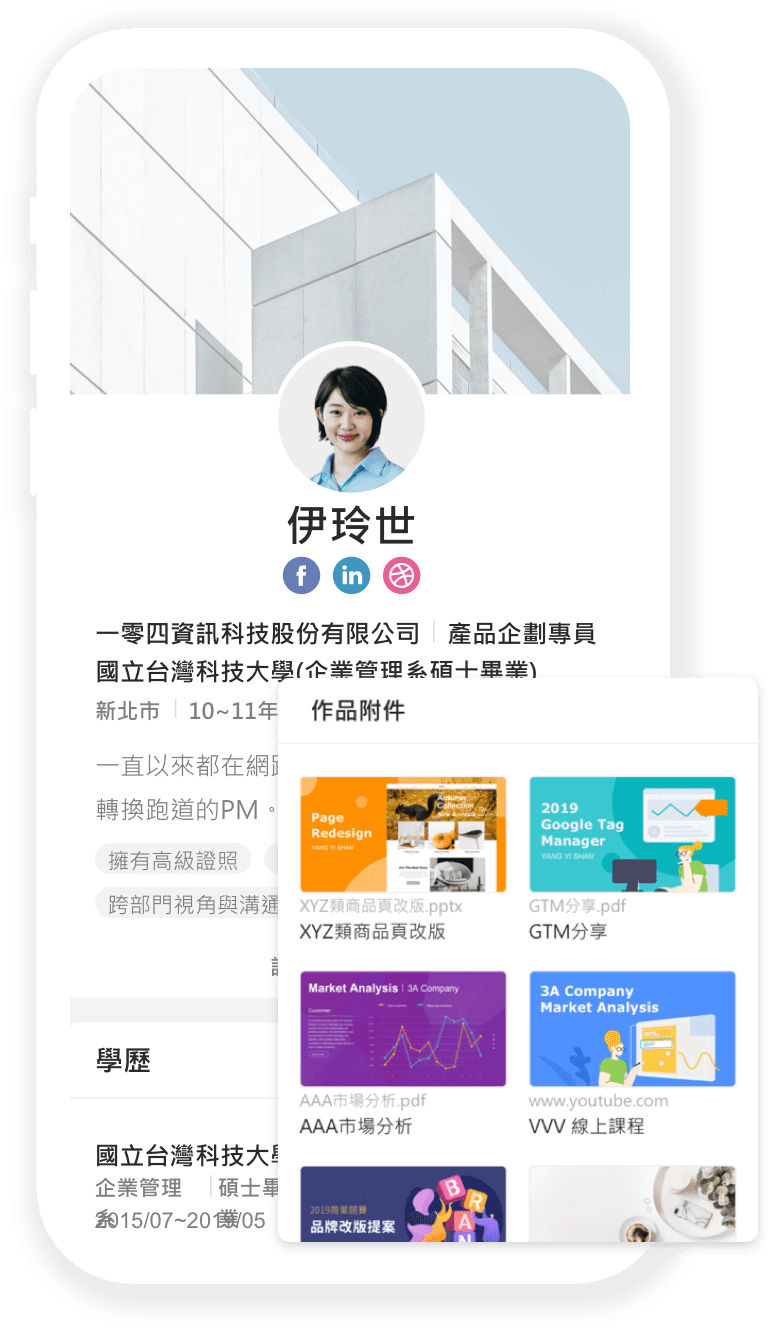 伊玲世
f
in
一零四資訊科技股份有限公司 | 產品企劃專員
國立台灣科技大學(企業管理系碩士畢業)
新北市 | 10~11年
一直以來都在網
轉換跑道的PM。
擁有高級證照
跨部門視角與溝通
學歷
國立台灣科技大
企業管理系 | 碩士畢業
2015/07~2019/05
作品附件
Page
Redesign
YANG YI SHAN
Autumn
Collection
New Arrivals
XYZ類商品頁改版.pptx
XYZ類商品頁改版
2019
Google Tag
Manager
YANG YI SHAN
GTM分享.pdf
GTM分享
Market Analysis | 3A Company
Customer
AAA市場分析.pdf
AAA市場分析
3A Company
Market Analysis
www.youtube.com
VVV 線上課程
2019商業競賽
品牌改版提案
B
R
A
N